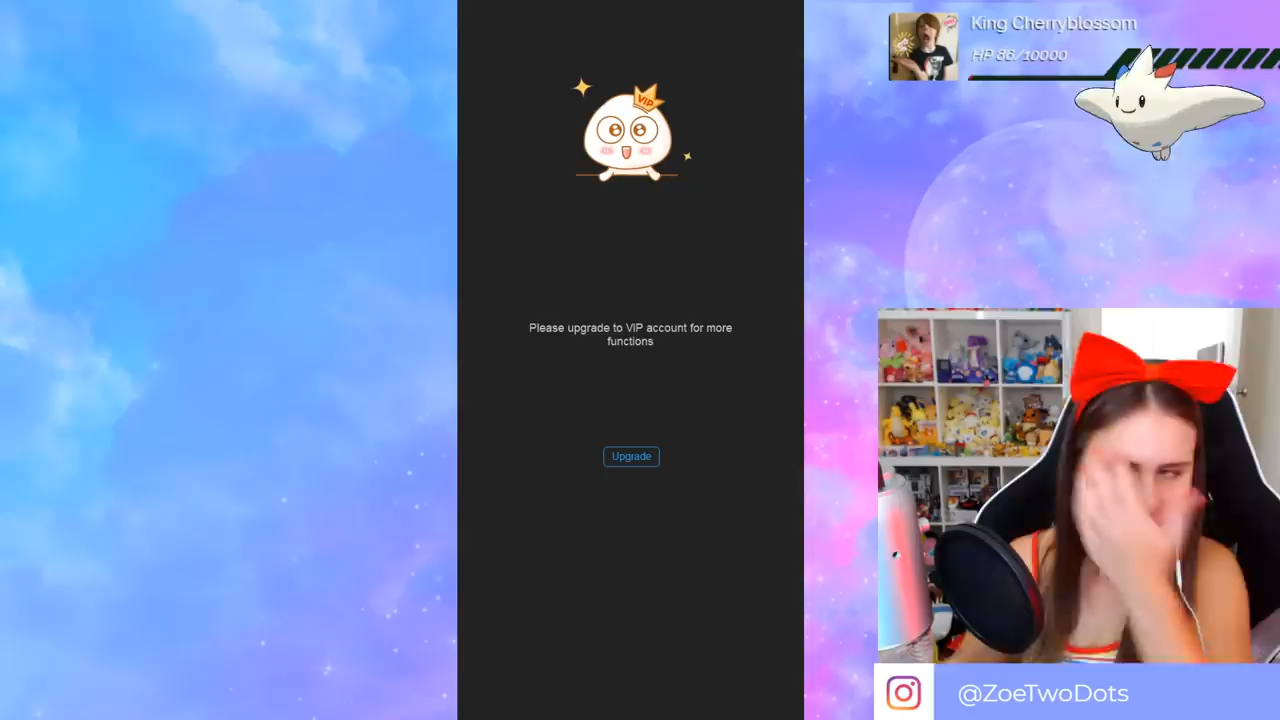 King Cherryblossom
HP 86/10000
VIP
Please upgrade to VIP account for more
functions
Upgrade
@ZoeTwoDots